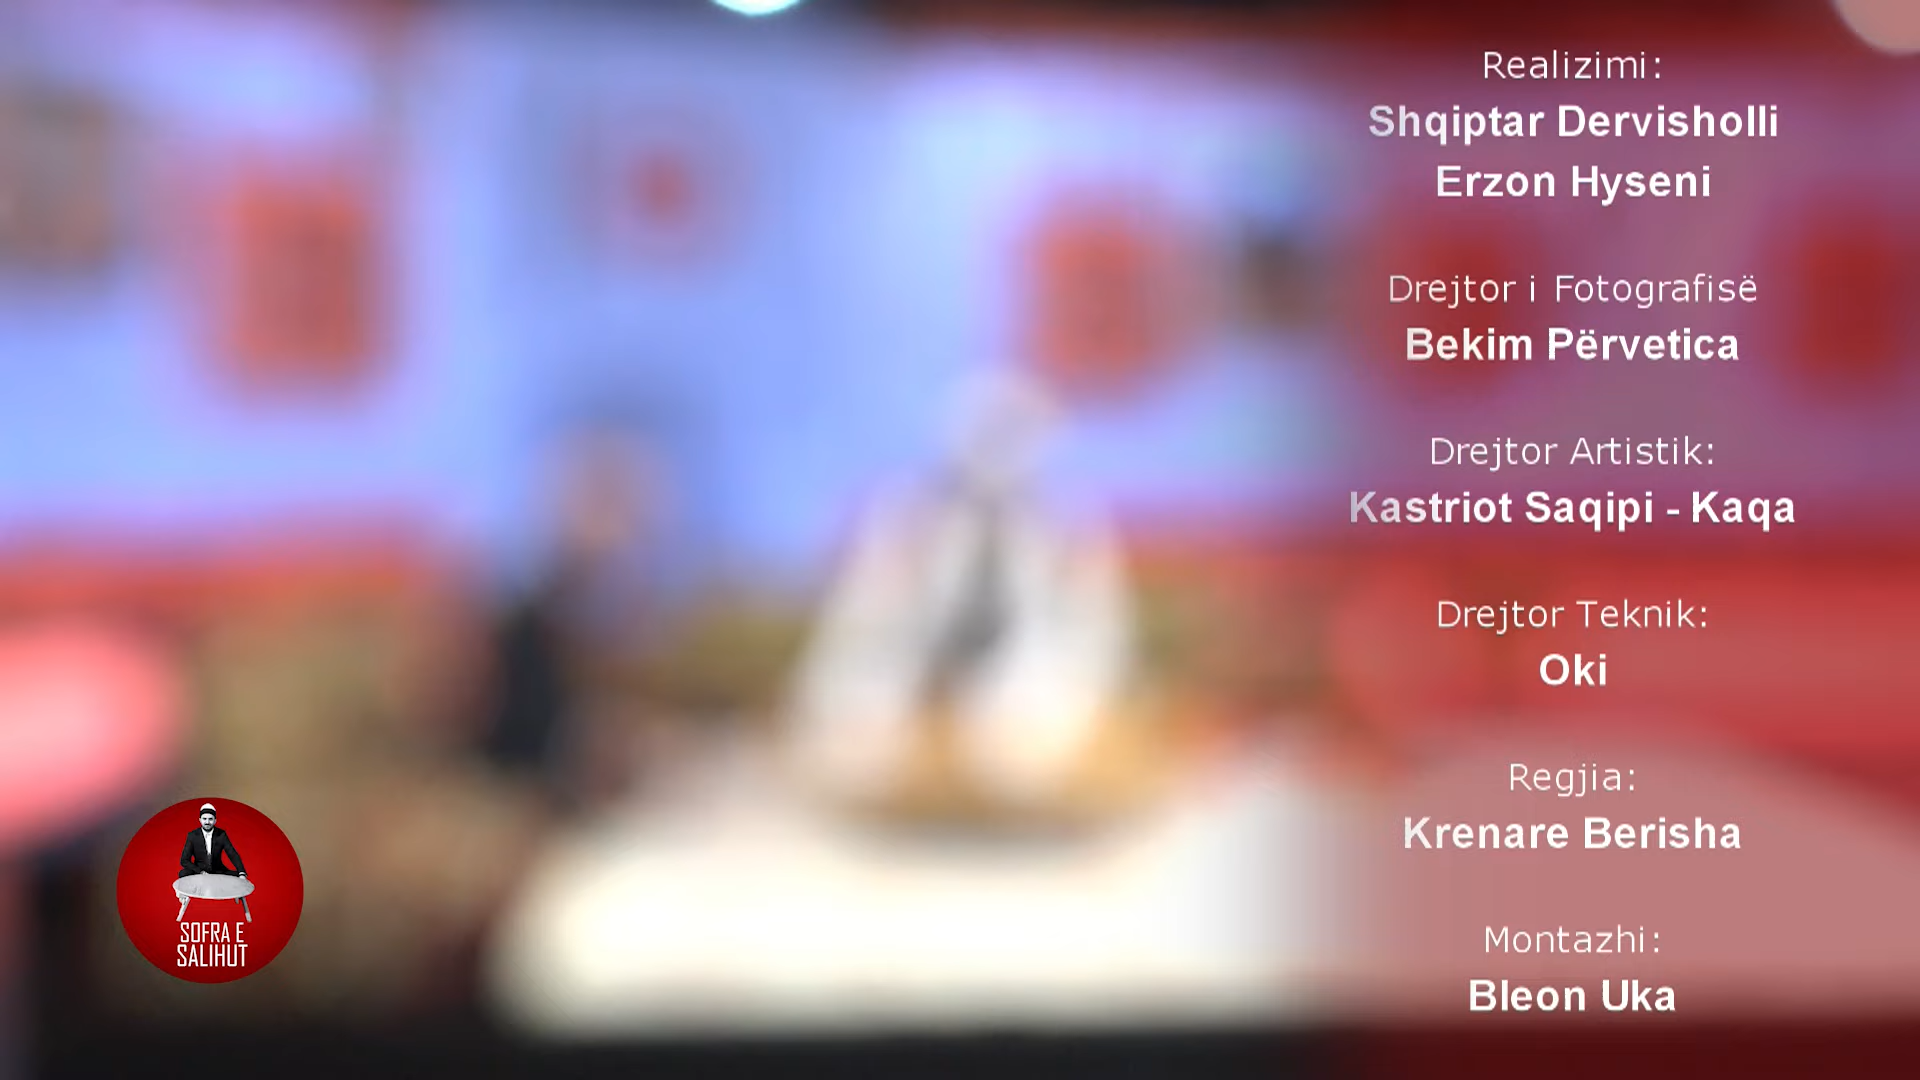 Realizimi:
Shqiptar Dervisholli
Erzon Hyseni
Drejtor i Fotografisë
Bekim Përvetica
Drejtor Artistik:
Kastriot Saqipi - Kaqa
Drejtor Teknik:
Oki
Regjia:
Krenare Berisha
Montazhi:
Bleon Uka
SOFRA E
SALIHUT